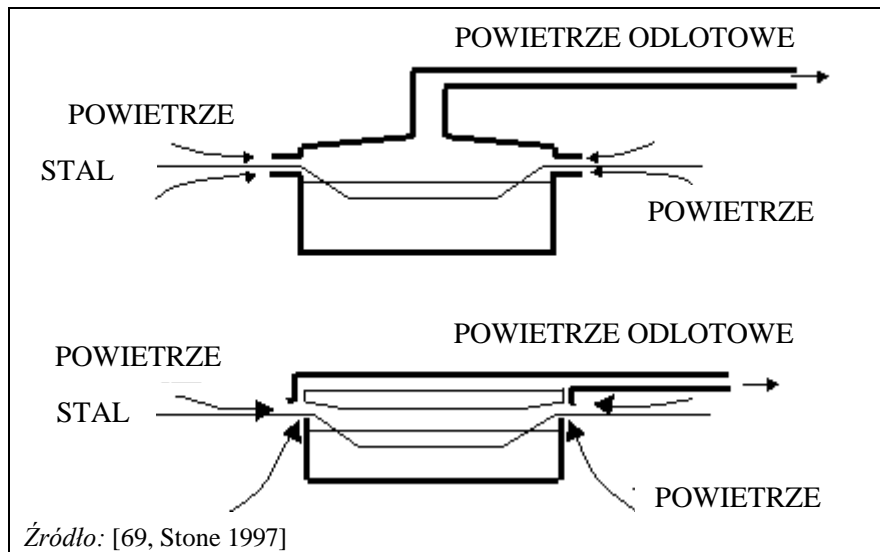 POWIETRZE ODLOTOWE
POWIETRZE
STAL
POWIETRZE
POWIETRZE ODLOTOWE
POWIETRZE
STAL
POWIETRZE
Źródło: [69, Stone 1997]